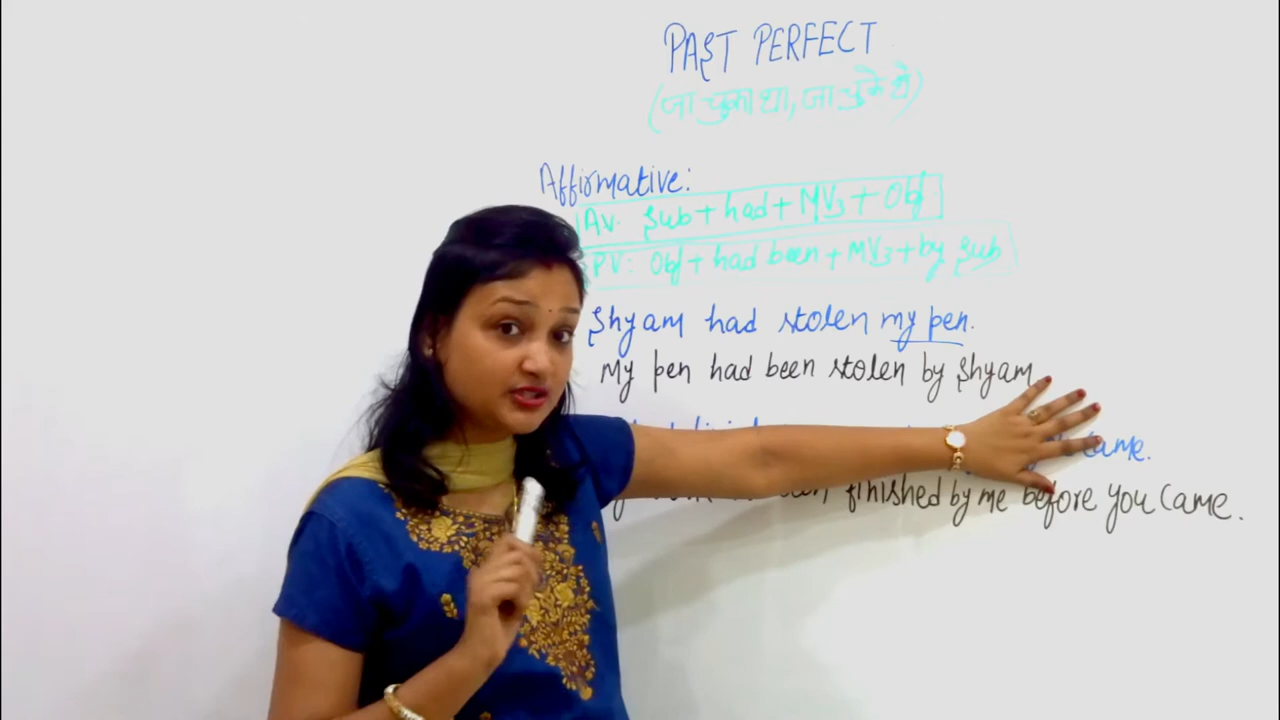 PAST PERFECT
(जा चुका था, जा चुके थे)
Affirmative:
AV: Sub + had + MV3 + Obj
PV: Obj + had been + MV3 + by Sub
Shyam had stolen my pen.
My pen had been stolen by Shyam
came.
finished by me before you came.